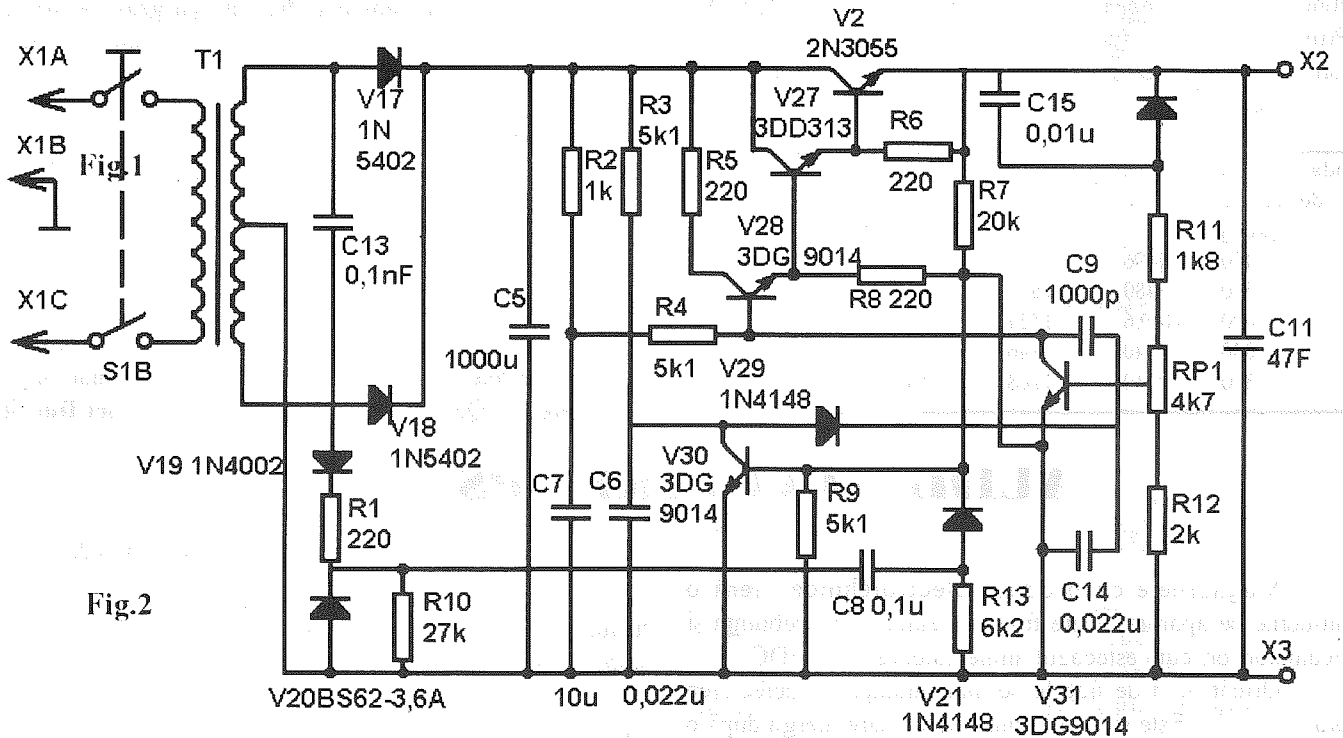 X1A
T1
V2
2N3055
X2
V17
1N
5402
R3
5k1
V27
3DD313
R6
220
C15
0,01u
X1B
Fig.1
R2
1k
R5
220
R7
20k
C13
0,1nF
V28
3DG 9014
R11
1k8
X1C
S1B
C5
1000u
R4
5k1
R8 220
C9
1000p
C11
47F
V29
1N4148
RP1
4k7
V18
1N5402
V19 1N4002
R1
220
C7
C6
V30
3DG
9014
R9
5k1
R12
2k
Fig.2
R10
27k
C8 0,1u
R13
6k2
C14
0,022u
X3
V20BS62-3,6A
10u
0,022u
V21
1N4148
V31
3DG9014